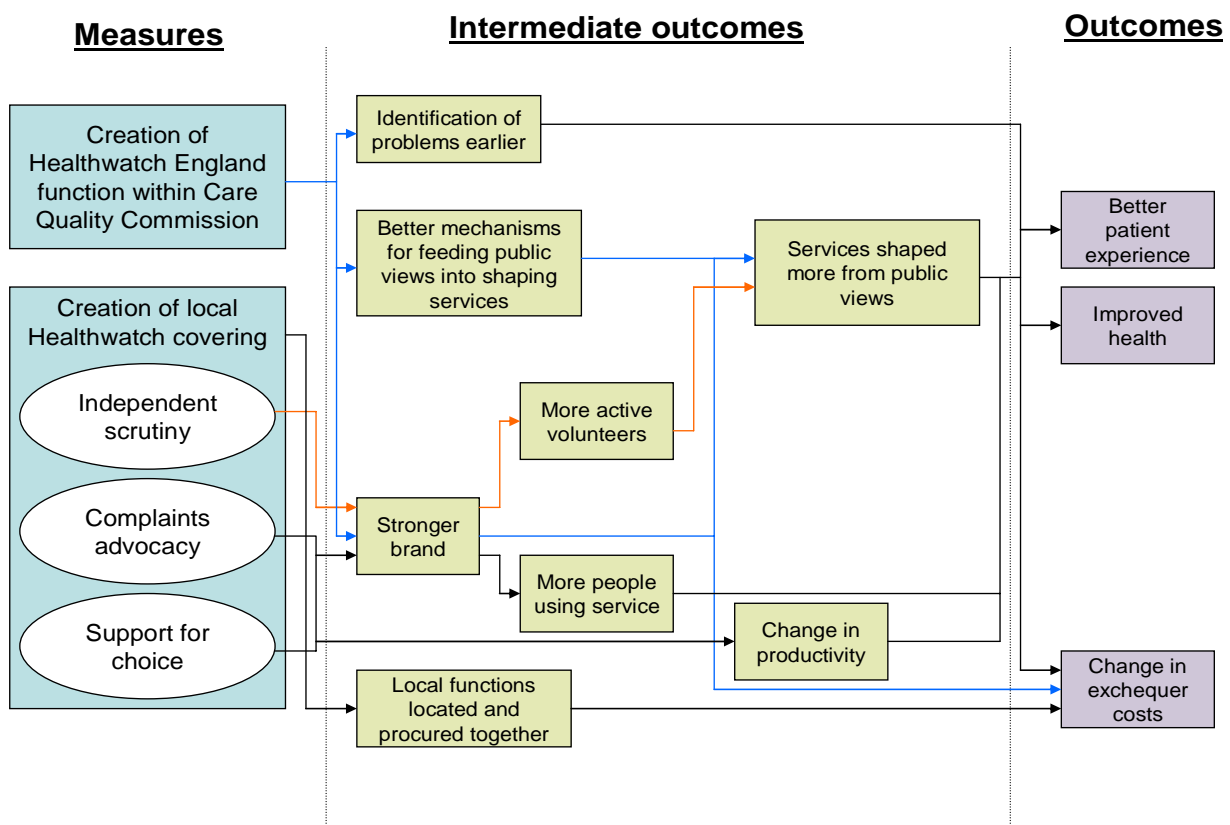 Measures
Intermediate outcomes
Outcomes
Creation of
Healthwatch England
function within Care
Quality Commission
Identification of
problems earlier
Better mechanisms
for feeding public
views into shaping
services
Services shaped
more from public
views
Better
patient
experience
Improved
health
Creation of local
Healthwatch covering
Independent
scrutiny
Complaints
advocacy
Support for
choice
More active
volunteers
Stronger
brand
More people
using service
Change in
productivity
Local functions
located and
procured together
Change in
exchequer
costs